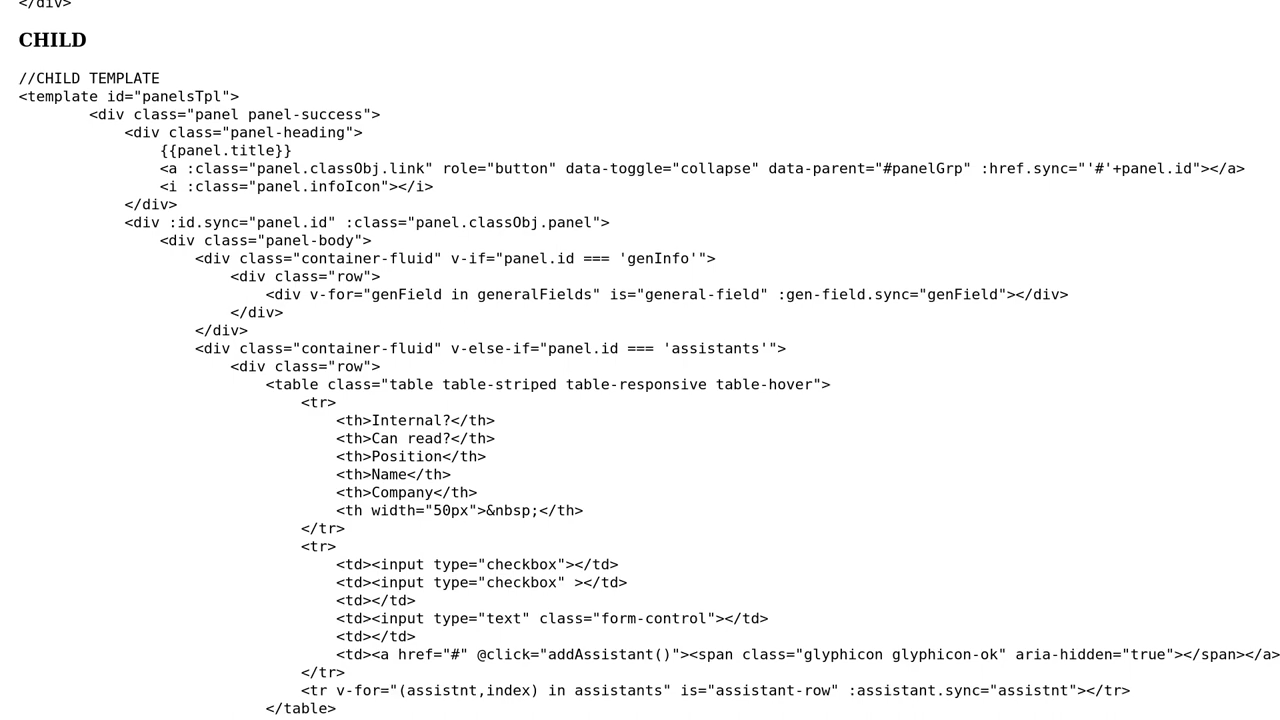 </div>
CHILD
//CHILD TEMPLATE
<template id="panelsTpl">
        <div class="panel panel-success">
            <div class="panel-heading">
                {{panel.title}}
                <a :class="panel.classObj.link" role="button" data-toggle="collapse" data-parent="#panelGrp" :href.sync="'#'+panel.id"></a>
                <i :class="panel.infoIcon"></i>
            </div>
            <div :id.sync="panel.id" :class="panel.classObj.panel">
                <div class="panel-body">
                    <div class="container-fluid" v-if="panel.id === 'genInfo'">
                        <div class="row">
                            <div v-for="genField in generalFields" is="general-field" :gen-field.sync="genField"></div>
                        </div>
                    </div>
                    <div class="container-fluid" v-else-if="panel.id === 'assistants'">
                        <div class="row">
                            <table class="table table-striped table-responsive table-hover">
                                <tr>
                                    <th>Internal?</th>
                                    <th>Can read?</th>
                                    <th>Position</th>
                                    <th>Name</th>
                                    <th>Company</th>
                                    <th width="50px">&nbsp;</th>
                                </tr>
                                <tr>
                                    <td><input type="checkbox"></td>
                                    <td><input type="checkbox" ></td>
                                    <td></td>
                                    <td><input type="text" class="form-control"></td>
                                    <td></td>
                                    <td><a href="#" @click="addAssistant()"><span class="glyphicon glyphicon-ok" aria-hidden="true"></span></a>
                                </tr>
                                <tr v-for="(assistnt,index) in assistants" is="assistant-row" :assistant.sync="assistnt"></tr>
                            </table>